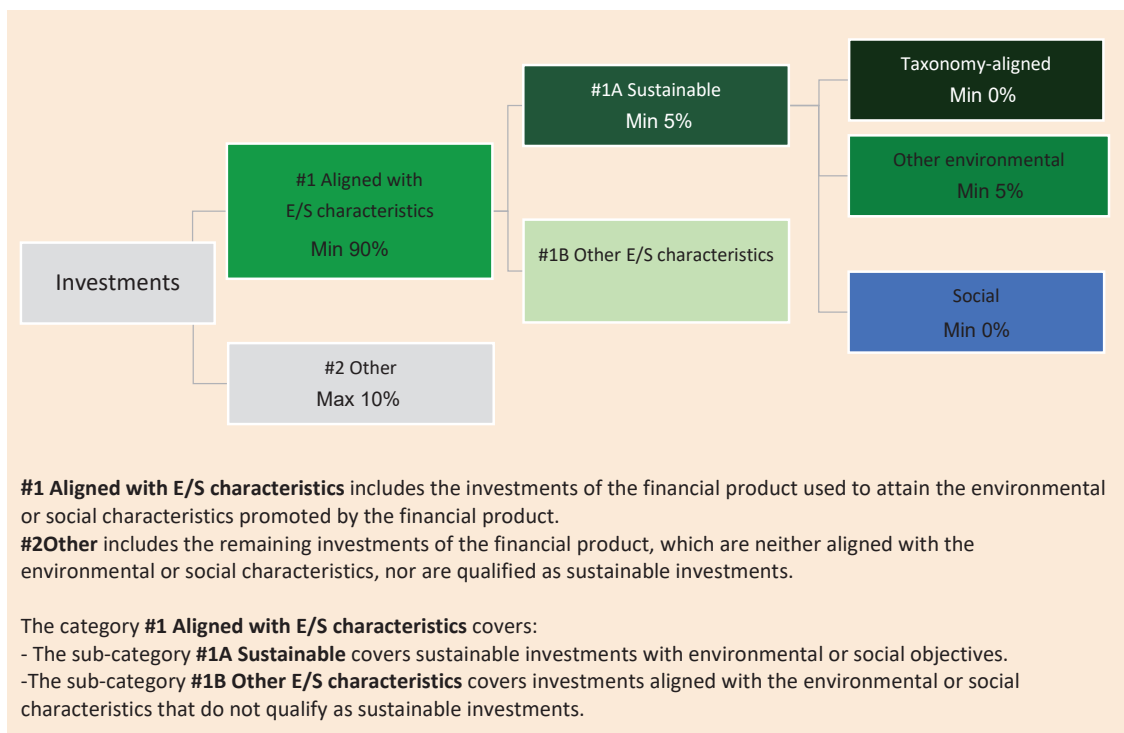 Investments
#1 Aligned with
E/S characteristics
Min 90%
#2 Other
Max 10%
#1A Sustainable
Min 5%
#1B Other E/S characteristics
Taxonomy-aligned
Min 0%
Other environmental
Min 5%
Social
Min 0%
#1 Aligned with E/S characteristics includes the investments of the financial product used to attain the environmental
or social characteristics promoted by the financial product.
#2Other includes the remaining investments of the financial product, which are neither aligned with the
environmental or social characteristics, nor are qualified as sustainable investments.
The category #1 Aligned with E/S characteristics covers:
- The sub-category #1A Sustainable covers sustainable investments with environmental or social objectives.
-The sub-category #1B Other E/S characteristics covers investments aligned with the environmental or social
characteristics that do not qualify as sustainable investments.